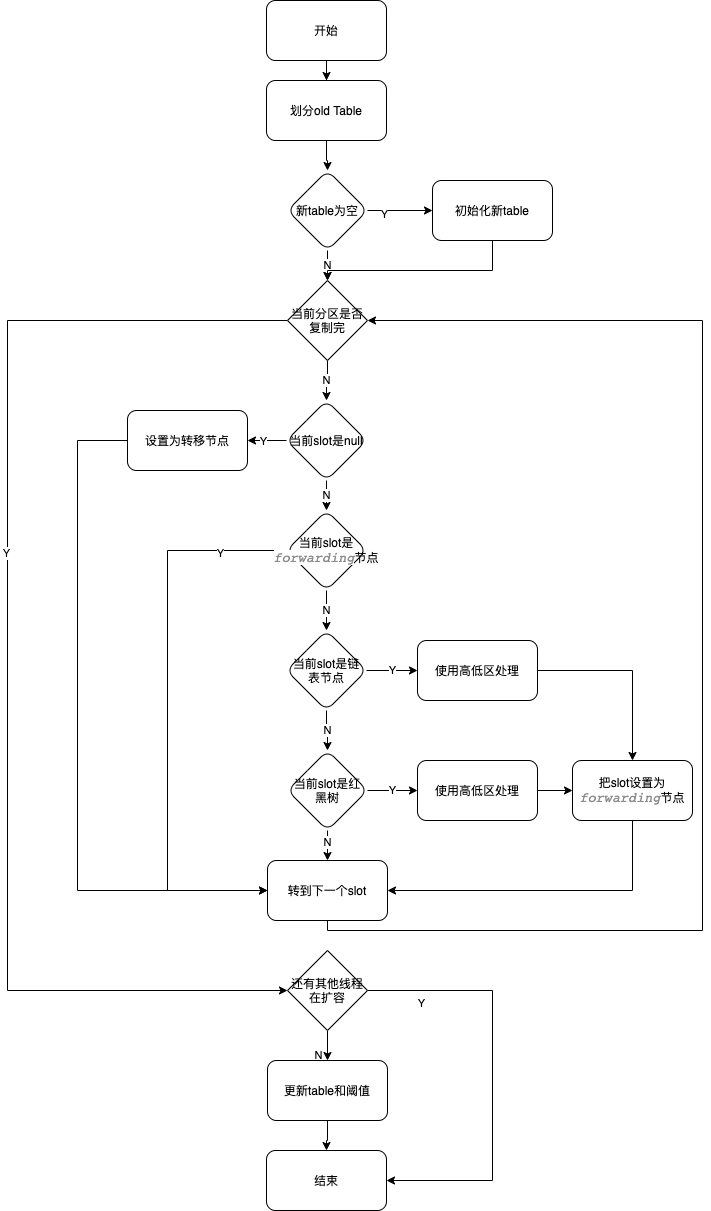 开始
划分old Table
新table为空
Y
初始化新table
N
当前分区是否
复制完
N
设置为转移节点
Y
当前slot是null
N
Y
Y
当前slot是
forwarding节点
N
当前slot是链
表节点
Y
使用高低区处理
N
当前slot是红
黑树
Y
使用高低区处理
把slot设置为
forwarding节点
N
转到下一个slot
还有其他线程
在扩容
Y
N
更新table和阈值
结束